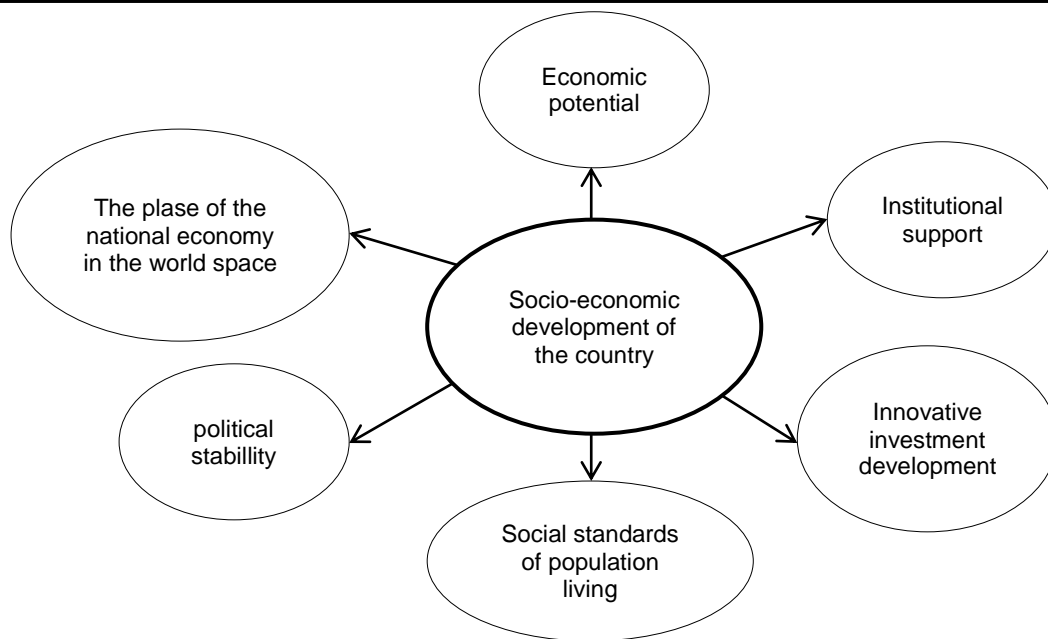 Economic
potential
The plase of the
national economy
in the world space
Institutional
support
Socio-economic
development of
the country
political
stabillity
Innovative
investment
development
Social standards
of population
living